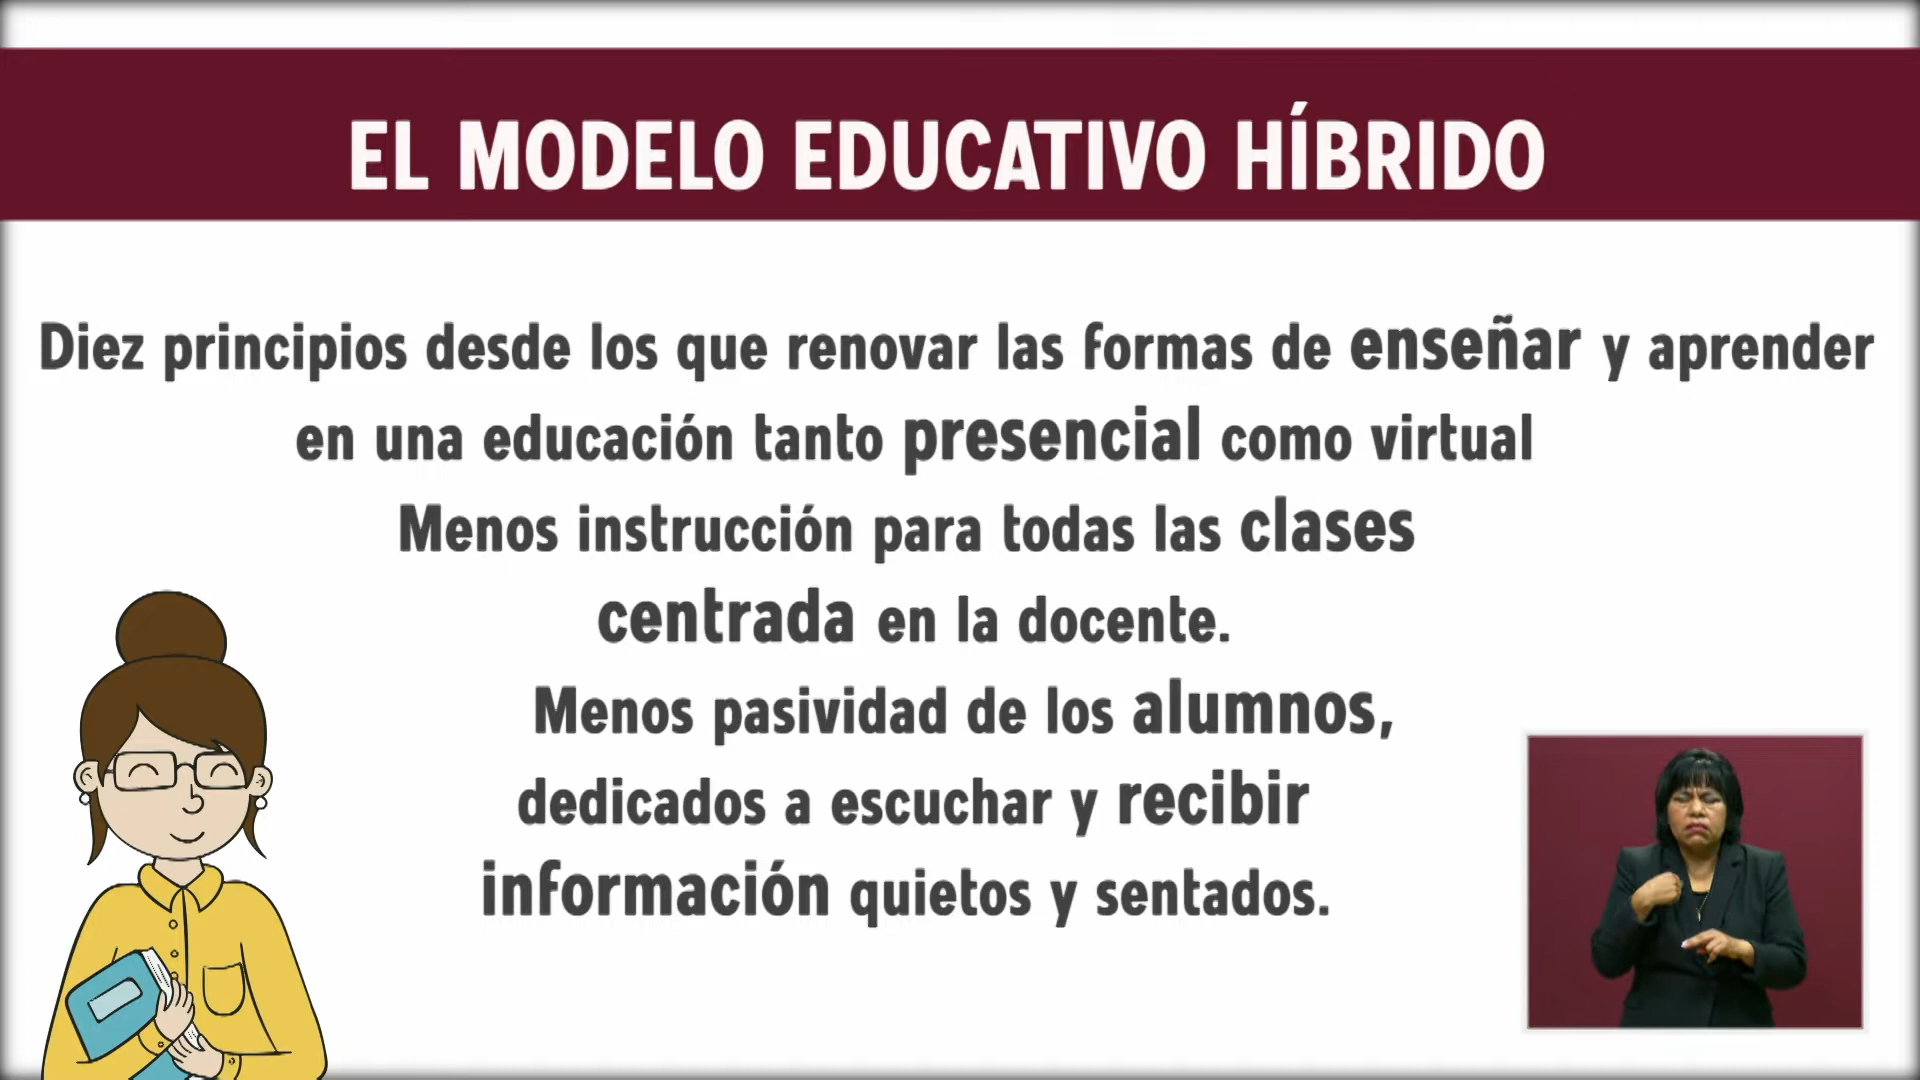 EL MODELO EDUCATIVO HÍBRIDO
Diez principios desde los que renovar las formas de enseñar y aprender
en una educación tanto presencial como virtual
Menos instrucción para todas las clases
centrada en la docente.
Menos pasividad de los alumnos,
dedicados a escuchar y recibir
información quietos y sentados.